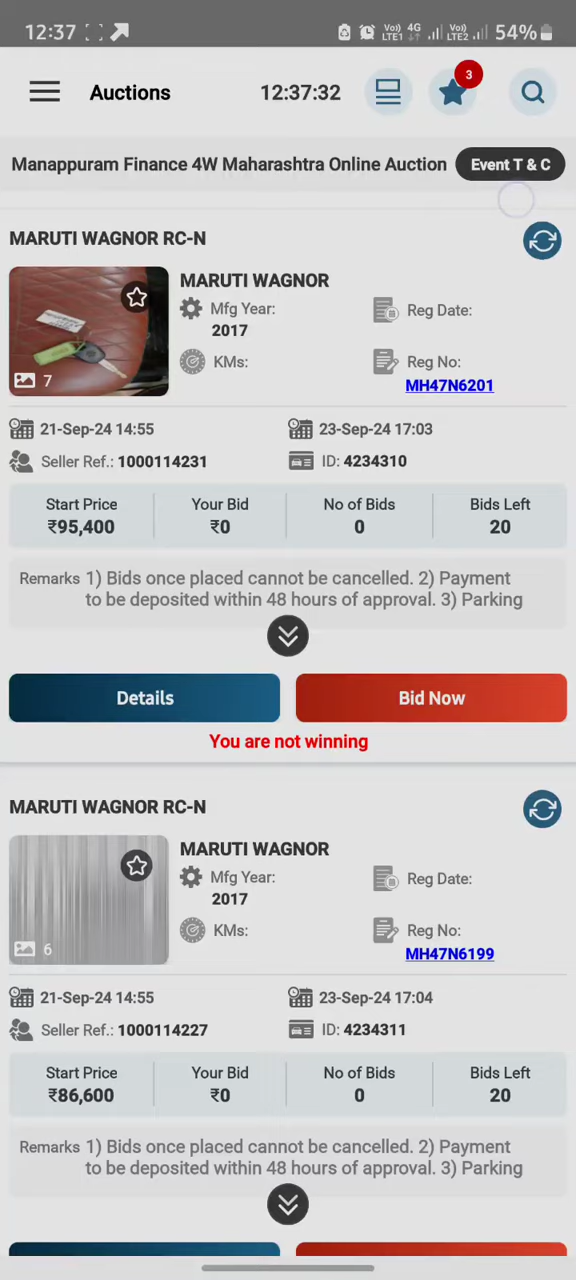 12:37 Vo) 4G LTE1 Vo) LTE2 54%
Auctions 12:37:32 3
Manappuram Finance 4W Maharashtra Online Auction Event T & C
MARUTI WAGNOR RC-N
MARUTI WAGNOR
Mfg Year: Reg Date:
2017
KMs: Reg No:
7 MH47N6201
21-Sep-24 14:55 23-Sep-24 17:03
Seller Ref.: 1000114231 ID: 4234310
Start Price Your Bid No of Bids Bids Left
₹95,400 ₹0 0 20
Remarks 1) Bids once placed cannot be cancelled. 2) Payment
to be deposited within 48 hours of approval. 3) Parking
Details Bid Now
You are not winning
MARUTI WAGNOR RC-N
MARUTI WAGNOR
Mfg Year: Reg Date:
2017
KMs: Reg No:
6 MH47N6199
21-Sep-24 14:55 23-Sep-24 17:04
Seller Ref.: 1000114227 ID: 4234311
Start Price Your Bid No of Bids Bids Left
₹86,600 ₹0 0 20
Remarks 1) Bids once placed cannot be cancelled. 2) Payment
to be deposited within 48 hours of approval. 3) Parking